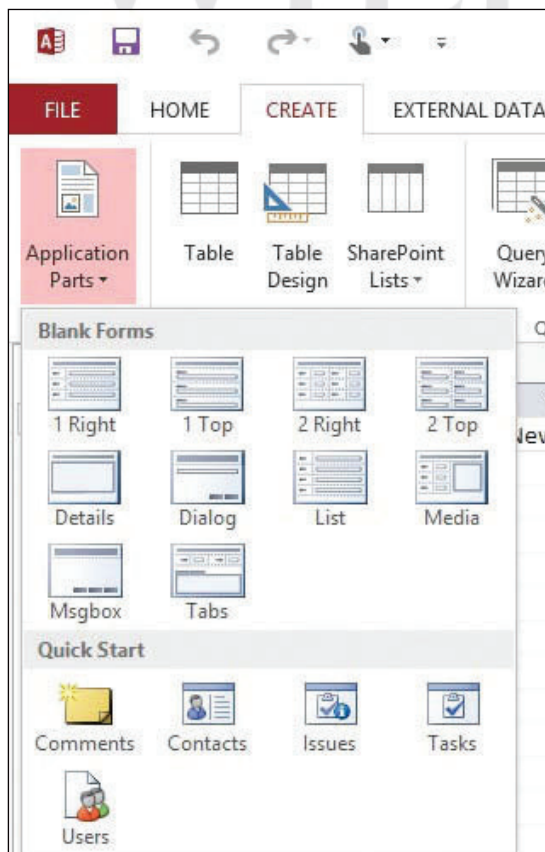 FILE HOME CREATE EXTERNAL DATA
Application Parts
Table
Table Design
SharePoint Lists
Blank Forms
1 Right 1 Top 2 Right 2 Top
Details Dialog List Media
Msgbox Tabs
Quick Start
Comments Contacts Issues Tasks
Users